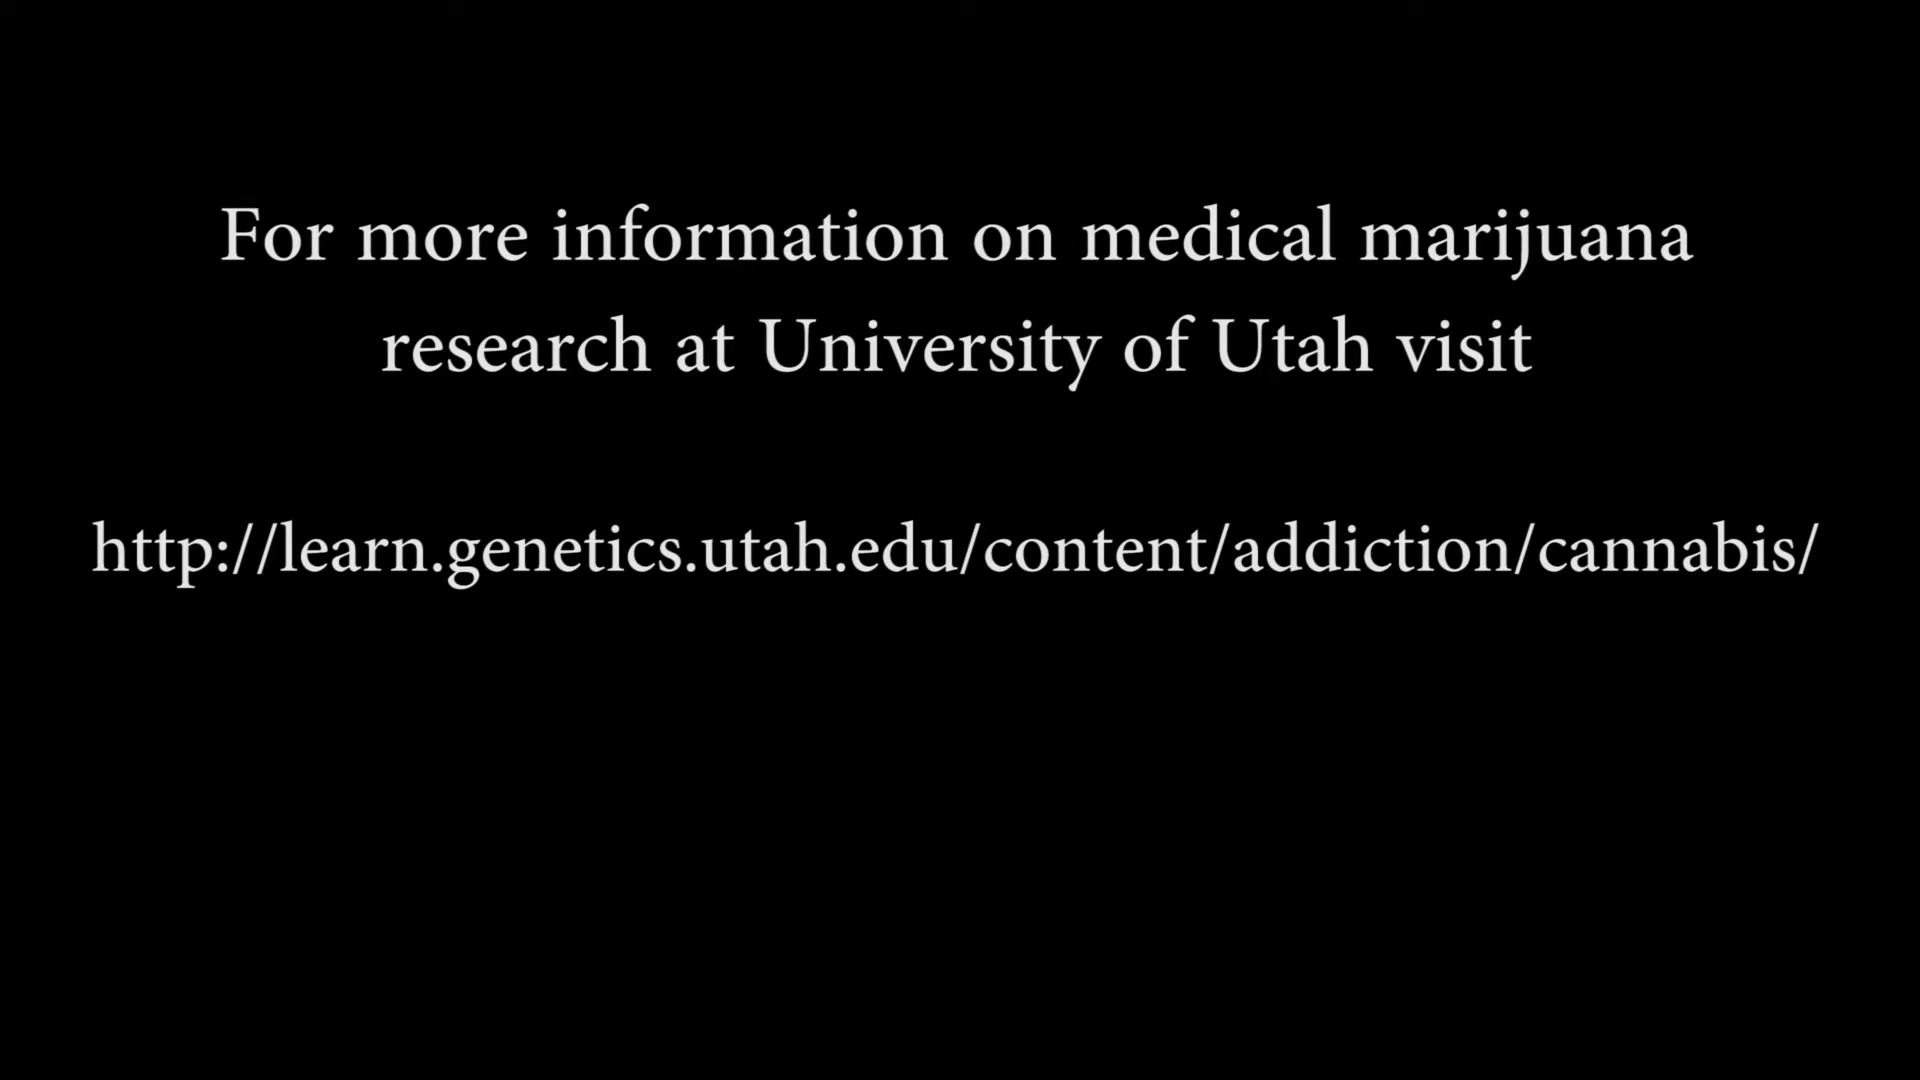 For more information on medical marijuana
research at University of Utah visit
http://learn.genetics.utah.edu/content/addiction/cannabis/